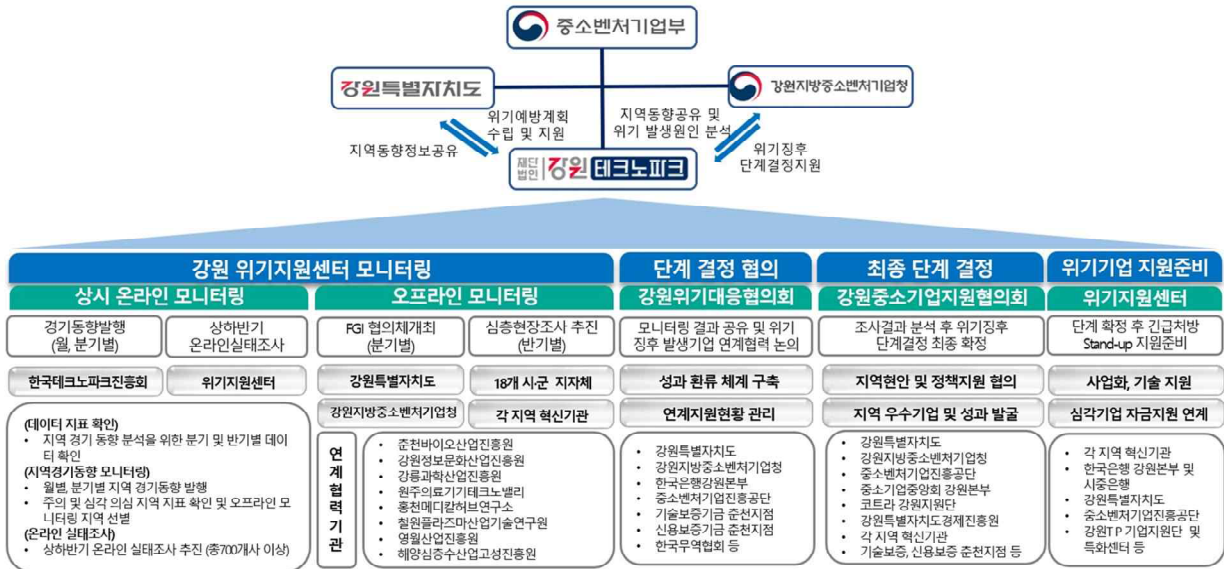 중소벤처기업부
강원특별자치도
강원지방중소벤처기업청
위기예방계획
수립 및 지원
지역동향공유 및
위기 발생원인 분석
지역동향정보공유
위기징후
단계결정지원
재단
법인
강원 테크노파크
강원 위기지원센터 모니터링
단계 결정 협의
최종 단계 결정
위기기업 지원준비
상시 온라인 모니터링
오프라인 모니터링
강원위기대응협의회
강원중소기업지원협의회
위기지원센터
경기동향발행
(월, 분기별)
상하반기
온라인실태조사
FGI 협의체개최
(분기별)
심층현장조사 추진
(반기별)
모니터링 결과 공유 및 위기
징후 발생기업 연계협력 논의
조사결과 분석 후 위기징후
단계결정 최종 확정
단계 확정 후 긴급처방
Stand-up 지원준비
한국테크노파크진흥회
위기지원센터
강원특별자치도
18개 시·군 지자체
성과 환류 체계 구축
지역현안 및 정책지원 협의
사업화, 기술 지원
강원지방중소벤처기업청
각 지역 혁신기관
연계지원현황 관리
지역 우수기업 및 성과 발굴
심각기업 자금지원 연계
(데이터 지표 확인)
• 지역 경기 동향 분석을 위한 분기 및 반기별 데이
터 확인
(지역경기동향 모니터링)
• 월별, 분기별 지역 경기동향 발행
• 주의 및 심각 의심 지역 지표 확인 및 오프라인 모
니터링 지역 선별
(온라인 실태조사)
• 상하반기 온라인 실태조사 추진 (총700개사 이상)
연
계
협
력
기
관
• 춘천바이오산업진흥원
• 강원정보문화산업진흥원
• 강릉과학산업진흥원
• 원주의료기기테크노밸리
• 홍천메디칼허브연구소
• 철원플라즈마산업기술연구원
• 영월산업진흥원
• 해양심층수산업고성진흥원
• 강원특별자치도
• 강원지방중소벤처기업청
• 한국은행강원본부
• 중소벤처기업진흥공단
• 기술보증기금 춘천지점
• 신용보증기금 춘천지점
• 한국무역협회 등
• 강원특별자치도
• 강원지방중소벤처기업청
• 중소벤처기업진흥공단
• 중소기업중앙회 강원본부
• 코트라 강원지원단
• 강원특별자치도경제진흥원
• 각 지역 혁신기관
• 기술보증, 신용보증 춘천지점 등
• 각 지역 혁신기관
• 한국은행 강원본부 및
시중은행
• 강원특별자치도
• 중소벤처기업진흥공단
• 강원TP 기업지원단 및
특화센터 등